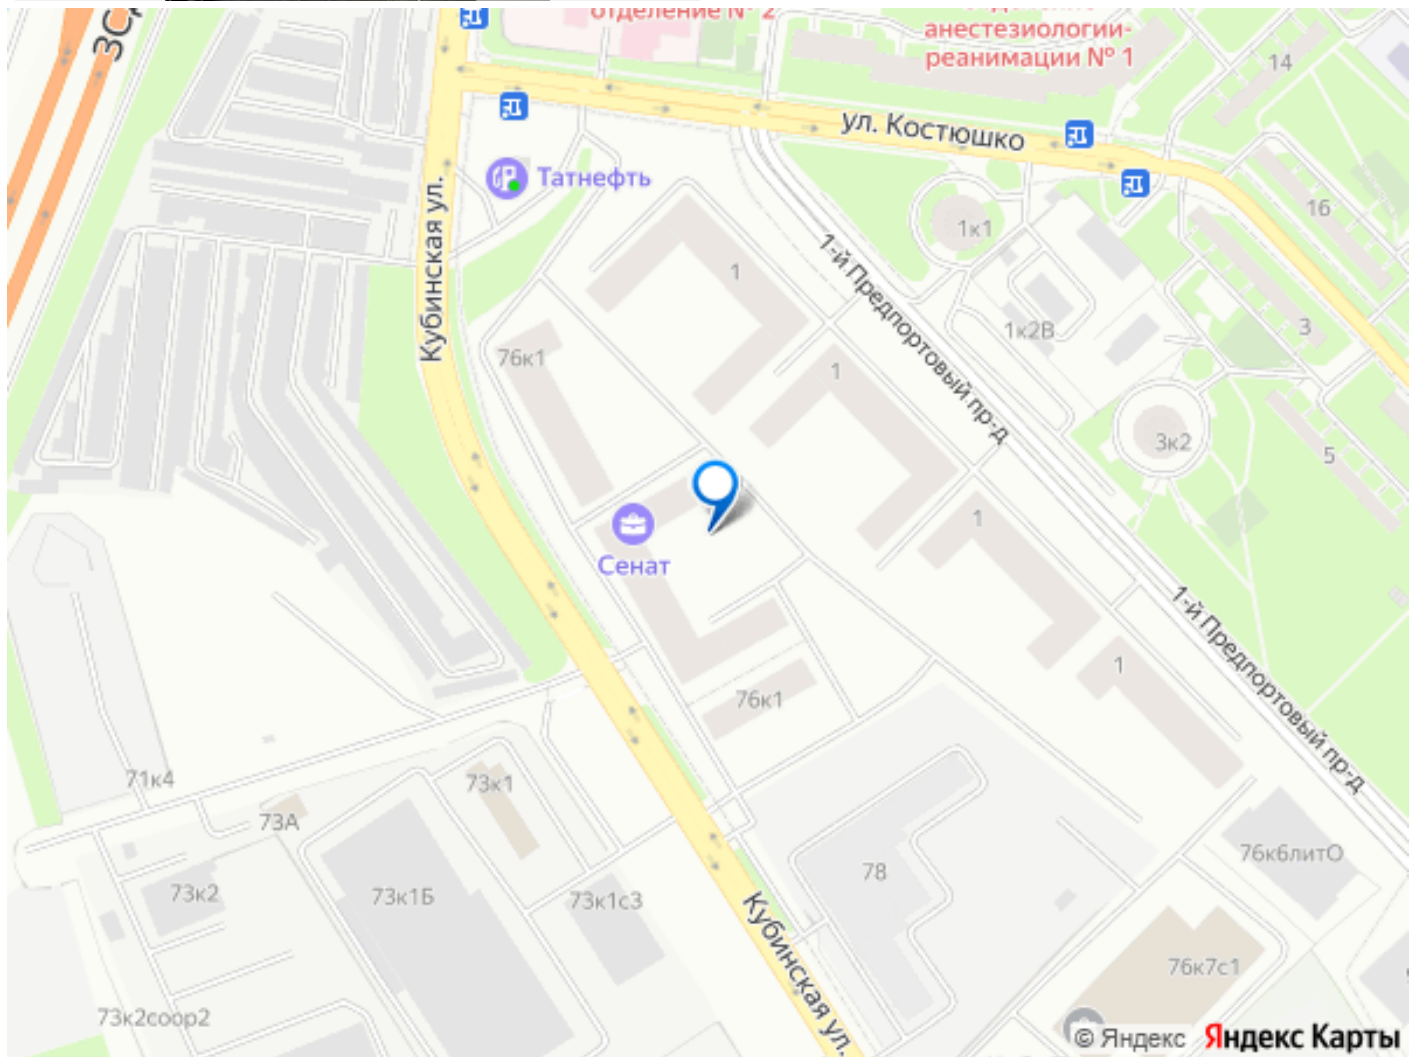 отделение № 2
анестезиологии-
реанимации № 1
14
ЗС
ул. Костюшко
Татнефть
16
1к1
Кубинская ул.
1
1-й Предпортовый пр-д
1к2В
3
76к1
1
3к2
5
1
Сенат
1-й Предпортовый пр-д
1
76к1
71к4
73к1
73А
76к6литО
78
73к2
73к1Б
73к1с3
Кубинская ул.
76к7с1
73к2соор2
© Яндекс Яндекс Карты